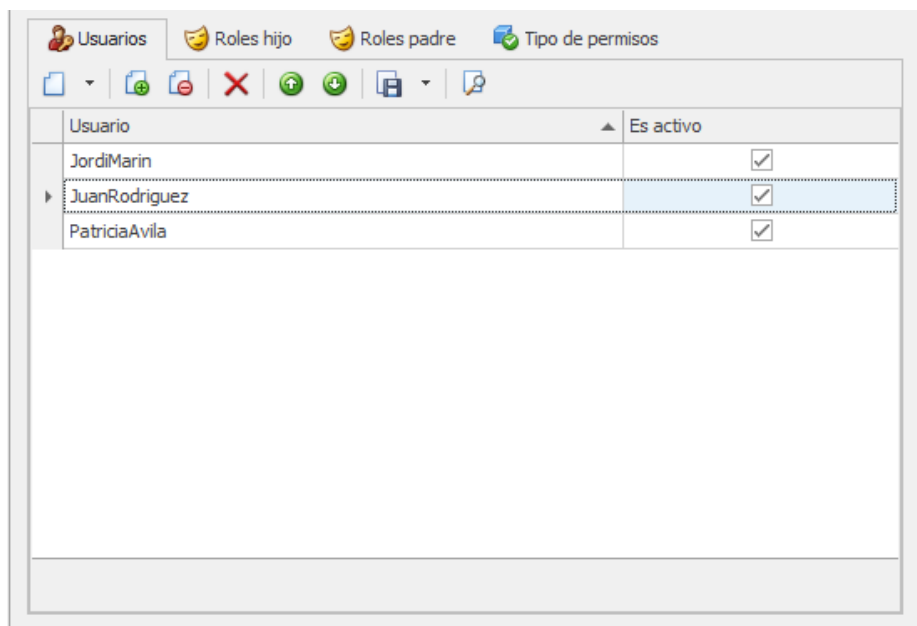 Usuarios Roles hijo Roles padre Tipo de permisos
Usuario Es activo
JordiMarin
JuanRodriguez
PatriciaAvila